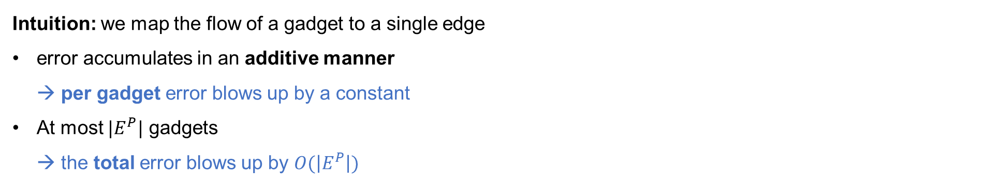 Intuition: we map the flow of a gadget to a single edge
• error accumulates in an additive manner
→ per gadget error blows up by a constant
• At most |E^P| gadgets
→ the total error blows up by O(|E^P|)